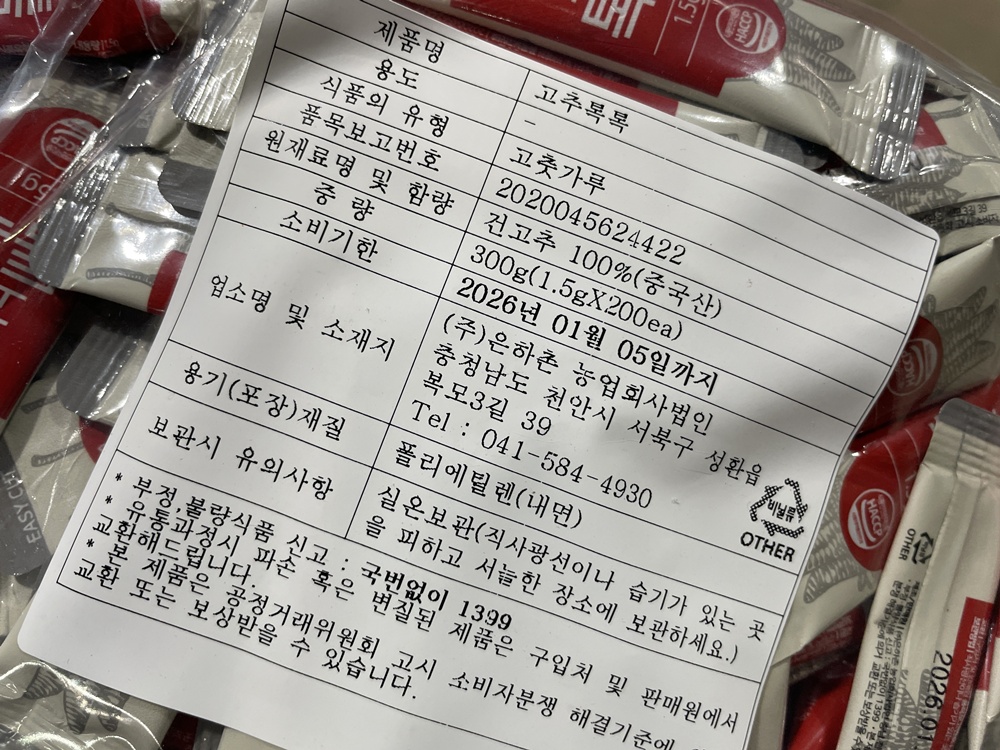 제품명 고추톡톡
용도 -
식품의 유형 고춧가루
품목보고번호 2020045624422
원재료명 및 함량 건고추 100%(중국산)
중 량 300g(1.5gX200ea)
소비기한 2026년 01월 05일까지
업소명 및 소재지 (주)은하촌 농업회사법인
충청남도 천안시 서북구 성환읍
복모3길 39
Tel : 041-584-4930
용기(포장)재질 폴리에틸렌(내면)
보관시 유의사항 실온보관(직사광선이나 습기가 있는 곳
을 피하고 서늘한 장소에 보관하세요.)
비닐류
OTHER
* 부정,불량식품 신고 : 국번없이 1399
* 유통과정시 파손 혹은 변질된 제품은 구입처 및 판매원에서
교환해드립니다.
* 본 제품은 공정거래위원회 고시 소비자분쟁 해결기준에
교환 또는 보상받을 수 있습니다.
HACCP
1.5g
HACCP
HACCP
OTHER
EASY CUT
2026.01